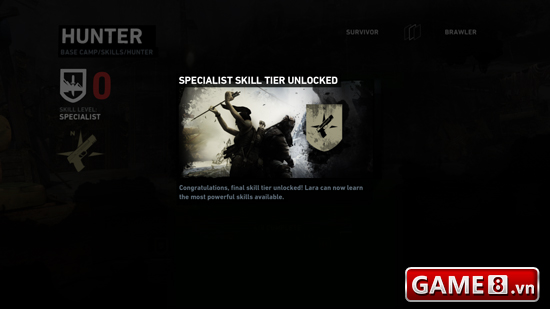 HUNTER
BASE CAMP/SKILLS/HUNTER
SURVIVOR
BRAWLER
0
SKILL LEVEL:
SPECIALIST
SPECIALIST SKILL TIER UNLOCKED
Congratulations, final skill tier unlocked! Lara can now learn
the most powerful skills available.
GAME8.vn